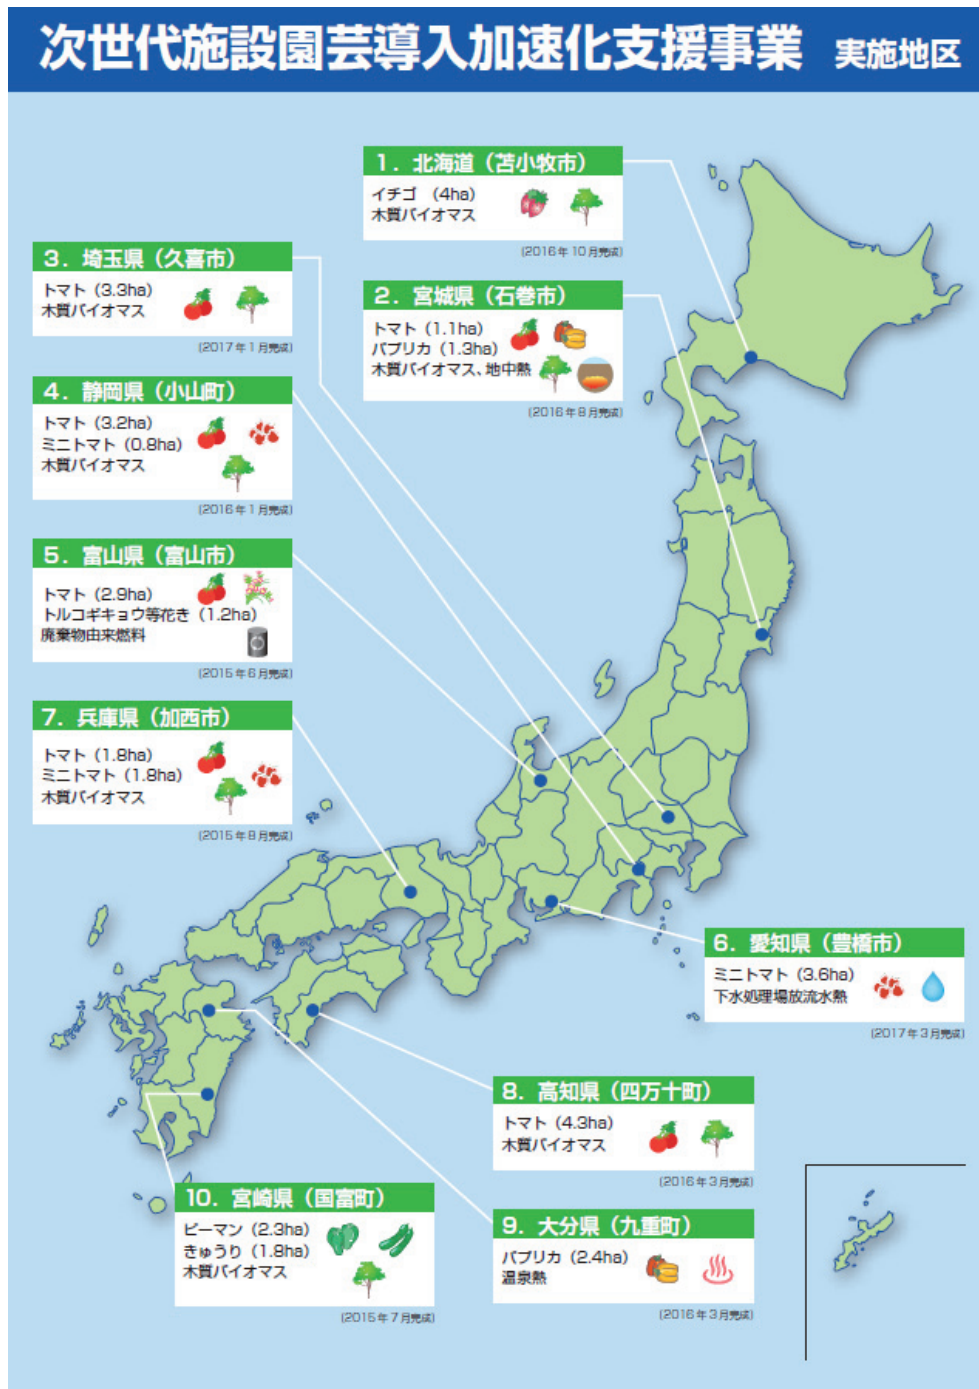 次世代施設園芸導入加速化支援事業 実施地区
1. 北海道（苫小牧市）
イチゴ (4ha)
木質バイオマス
(2016年10月完成)
2. 宮城県（石巻市）
トマト (1.1ha)
パプリカ (1.3ha)
木質バイオマス、地中熱
(2016年8月完成)
3. 埼玉県（久喜市）
トマト (3.3ha)
木質バイオマス
(2017年1月完成)
4. 静岡県（小山町）
トマト (3.2ha)
ミニトマト (0.8ha)
木質バイオマス
(2016年1月完成)
5. 富山県（富山市）
トマト (2.9ha)
トルコギキョウ等花き (1.2ha)
廃棄物由来燃料
(2015年6月完成)
7. 兵庫県（加西市）
トマト (1.8ha)
ミニトマト (1.8ha)
木質バイオマス
(2015年8月完成)
6. 愛知県（豊橋市）
ミニトマト (3.6ha)
下水処理場放流水熱
(2017年3月完成)
8. 高知県（四万十町）
トマト (4.3ha)
木質バイオマス
(2016年3月完成)
9. 大分県（九重町）
パプリカ (2.4ha)
温泉熱
(2016年3月完成)
10. 宮崎県（国富町）
ピーマン (2.3ha)
きゅうり (1.8ha)
木質バイオマス
(2015年7月完成)